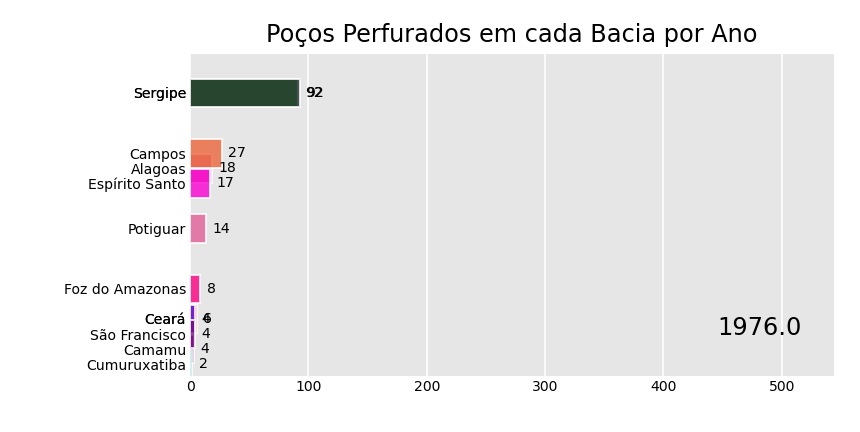 Poços Perfurados em cada Bacia por Ano
Sergipe 92
Campos 27
Alagoas 18
Espírito Santo 17
Potiguar 14
Foz do Amazonas 8
Ceará
São Francisco 4
Camamu 4
Cumuruxatiba 2
1976.0
0 100 200 300 400 500